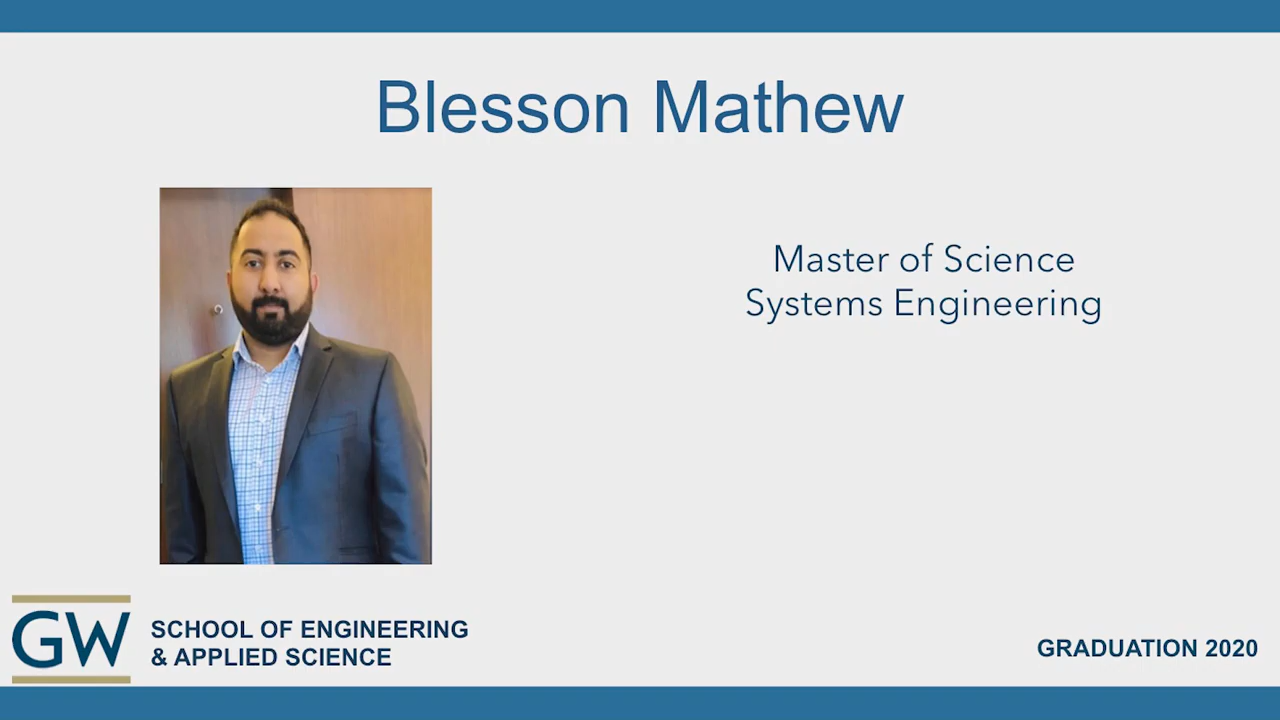 Blesson Mathew
Master of Science
Systems Engineering
GW
SCHOOL OF ENGINEERING
& APPLIED SCIENCE
GRADUATION 2020